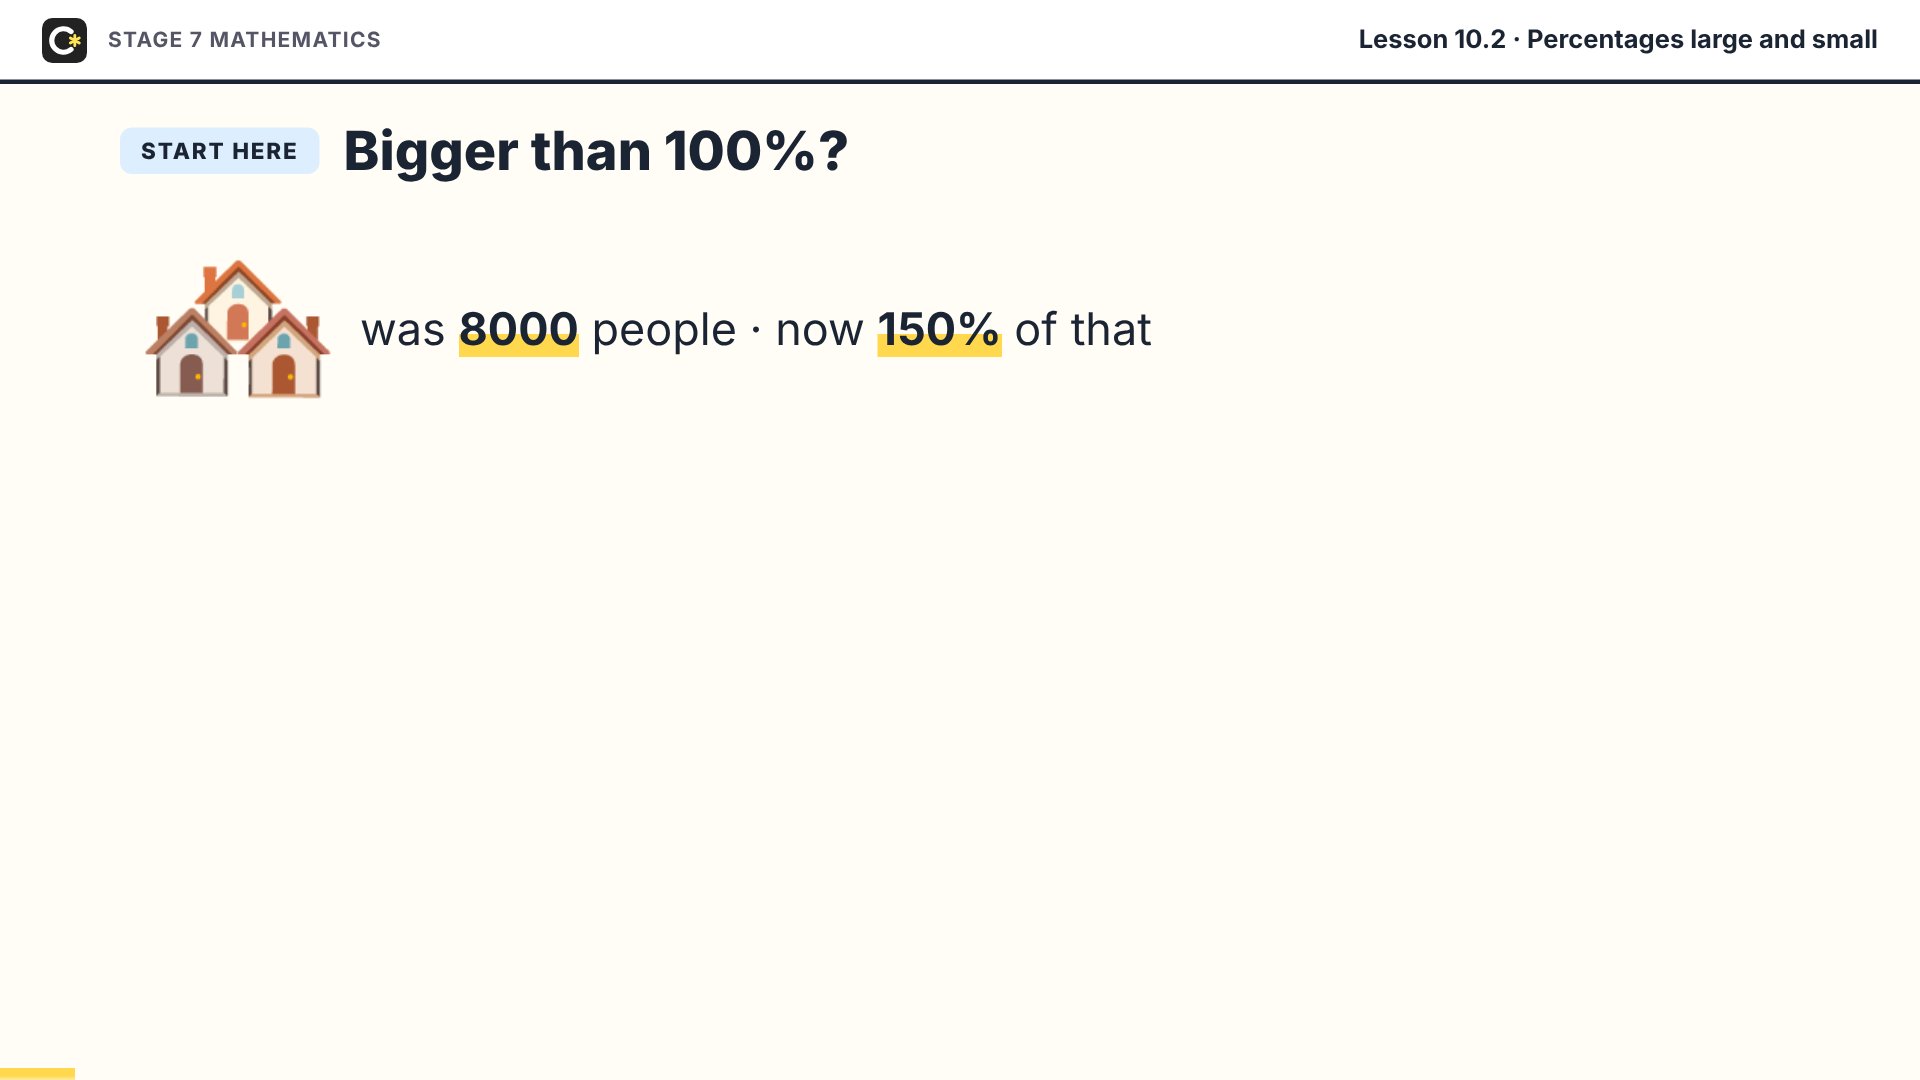 STAGE 7 MATHEMATICS
Lesson 10.2 · Percentages large and small
START HERE
Bigger than 100%?
was 8000 people · now 150% of that